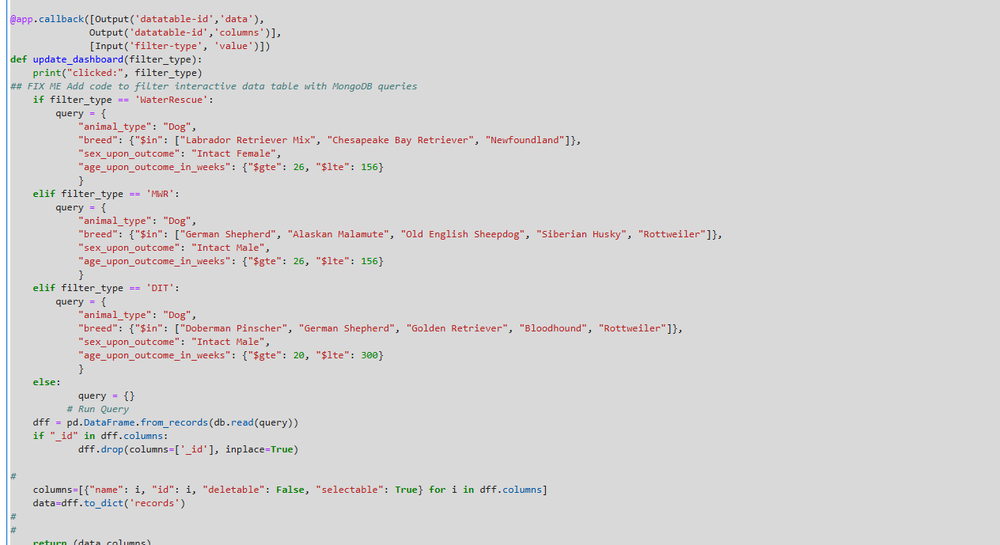 @app.callback([Output('datatable-id','data'),
Output('datatable-id','columns')],
[Input('filter-type', 'value')])
def update_dashboard(filter_type):
print("clicked:", filter_type)
## FIX ME Add code to filter interactive data table with MongoDB queries
if filter_type == 'WaterRescue':
query = {
"animal_type": "Dog",
"breed": {"$in": ["Labrador Retriever Mix", "Chesapeake Bay Retriever", "Newfoundland"]},
"sex_upon_outcome": "Intact Female",
"age_upon_outcome_in_weeks": {"$gte": 26, "$lte": 156}
}
elif filter_type == 'MWR':
query = {
"animal_type": "Dog",
"breed": {"$in": ["German Shepherd", "Alaskan Malamute", "Old English Sheepdog", "Siberian Husky", "Rottweiler"]},
"sex_upon_outcome": "Intact Male",
"age_upon_outcome_in_weeks": {"$gte": 26, "$lte": 156}
}
elif filter_type == 'DIT':
query = {
"animal_type": "Dog",
"breed": {"$in": ["Doberman Pinscher", "German Shepherd", "Golden Retriever", "Bloodhound", "Rottweiler"]},
"sex_upon_outcome": "Intact Male",
"age_upon_outcome_in_weeks": {"$gte": 20, "$lte": 300}
}
else:
query = {}
# Run Query
dff = pd.DataFrame.from_records(db.read(query))
if "_id" in dff.columns:
dff.drop(columns=['_id'], inplace=True)
#
columns=[{"name": i, "id": i, "deletable": False, "selectable": True} for i in dff.columns]
data=dff.to_dict('records')
#
#
return (data,columns)